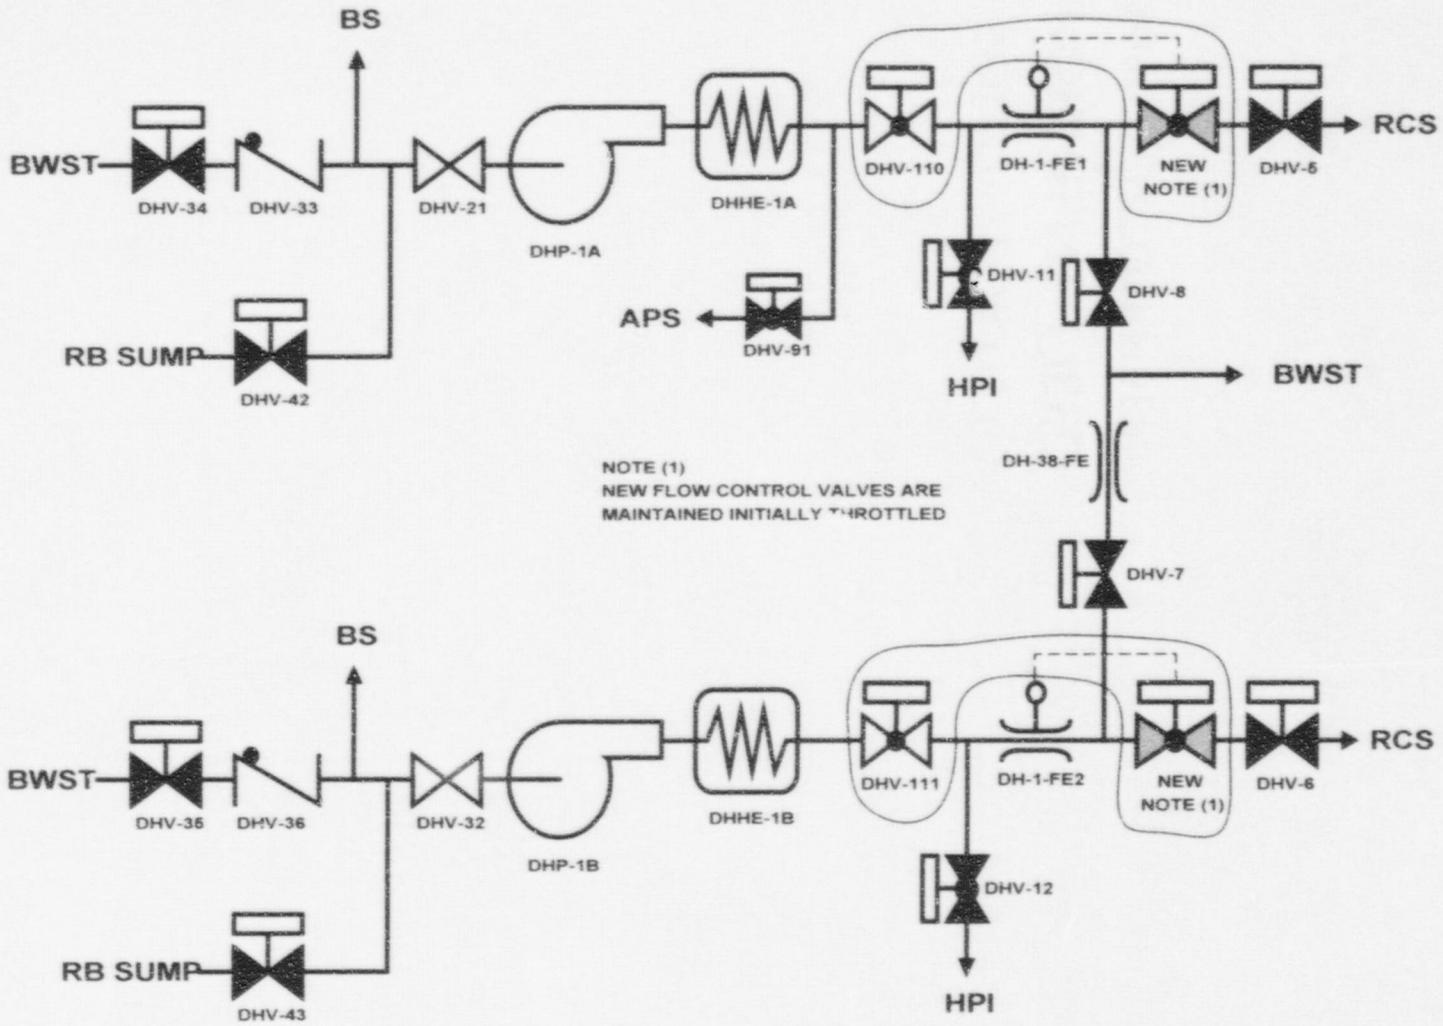 BS
BWST
DHV-34
DHV-33
DHV-21
DHP-1A
DHHE-1A
DHV-110
DH-1-FE1
NEW
NOTE (1)
DHV-5
RCS
RB SUMP
DHV-42
APS
DHV-91
DHV-11
HPI
DHV-8
BWST
DH-38-FE
NOTE (1)
NEW FLOW CONTROL VALVES ARE
MAINTAINED INITIALLY THROTTLED
DHV-7
BS
BWST
DHV-35
DHV-36
DHV-32
DHP-1B
DHHE-1B
DHV-111
DH-1-FE2
NEW
NOTE (1)
DHV-6
RCS
RB SUMP
DHV-43
DHV-12
HPI